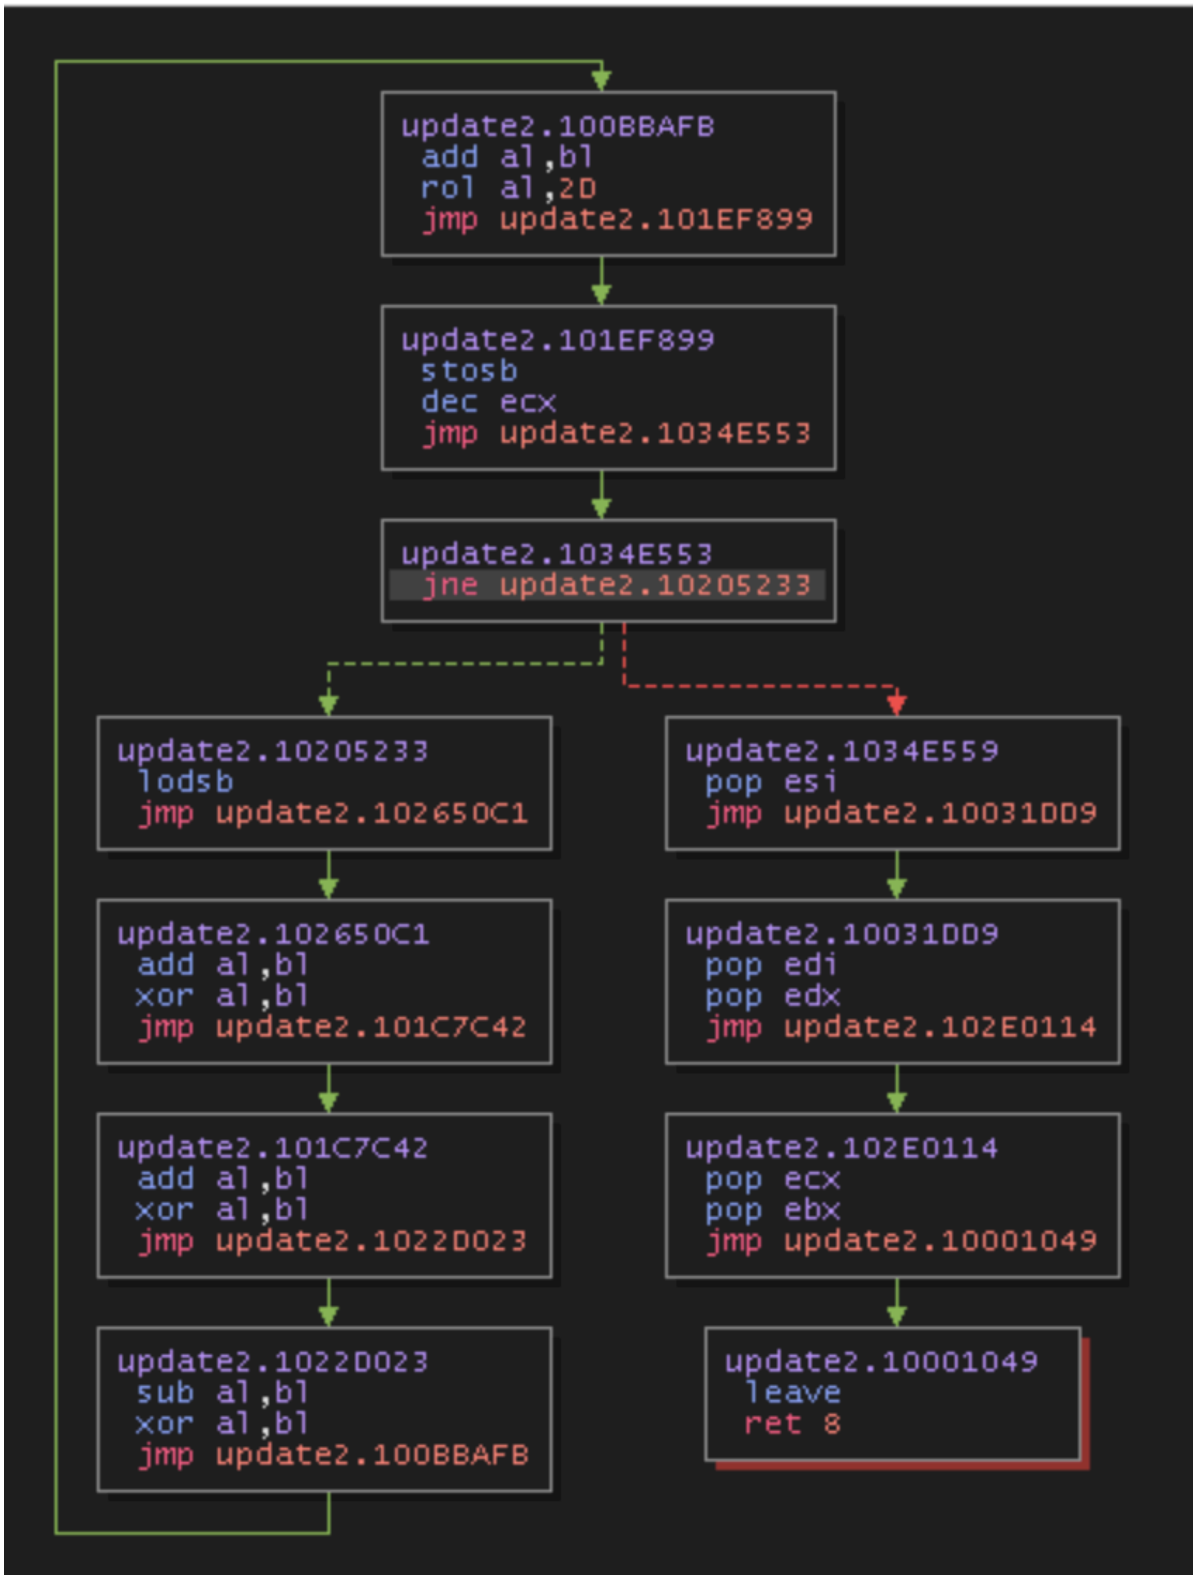 update2.100BBAFB
add al,bl
rol al,2D
jmp update2.101EF899
update2.101EF899
stosb
dec ecx
jmp update2.1034E553
update2.1034E553
jne update2.10205233
update2.10205233
lodsb
jmp update2.102650C1
update2.102650C1
add al,bl
xor al,bl
jmp update2.101C7C42
update2.101C7C42
add al,bl
xor al,bl
jmp update2.1022D023
update2.1022D023
sub al,bl
xor al,bl
jmp update2.100BBAFB
update2.1034E559
pop esi
jmp update2.10031DD9
update2.10031DD9
pop edi
pop edx
jmp update2.102E0114
update2.102E0114
pop ecx
pop ebx
jmp update2.10001049
update2.10001049
leave
ret 8